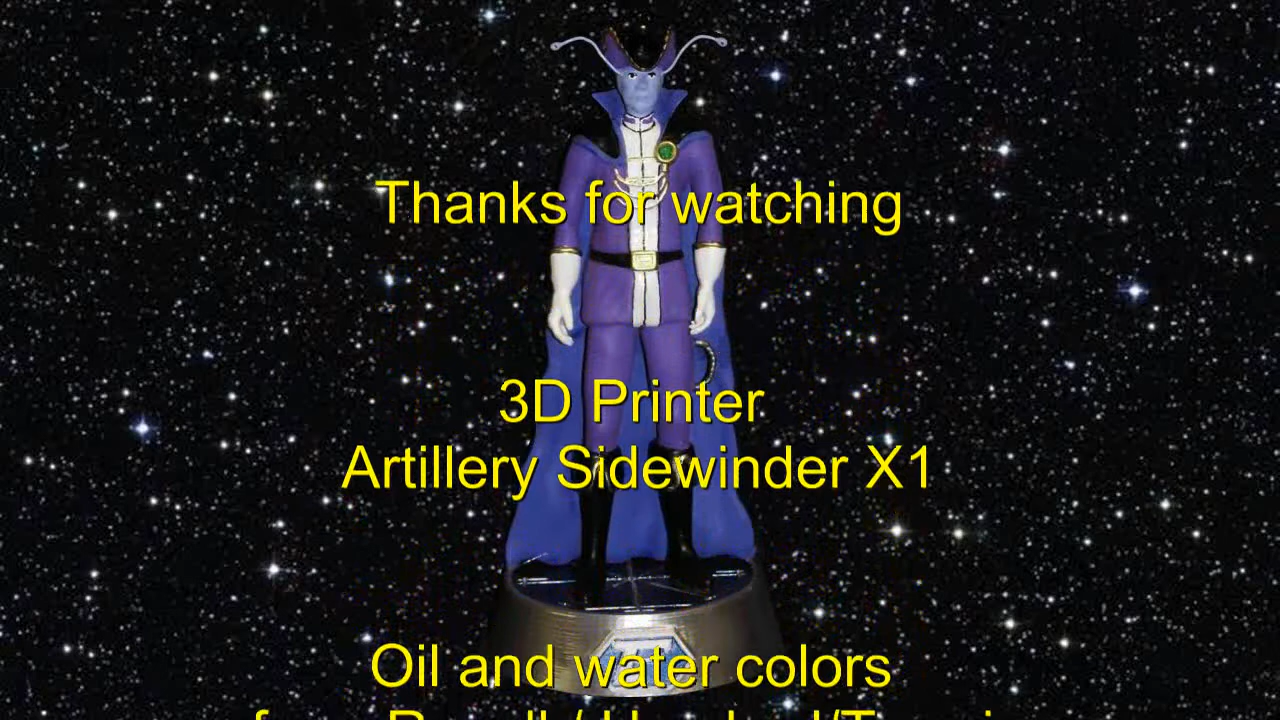 Thanks for watching
3D Printer
Artillery Sidewinder X1
Oil and water colors